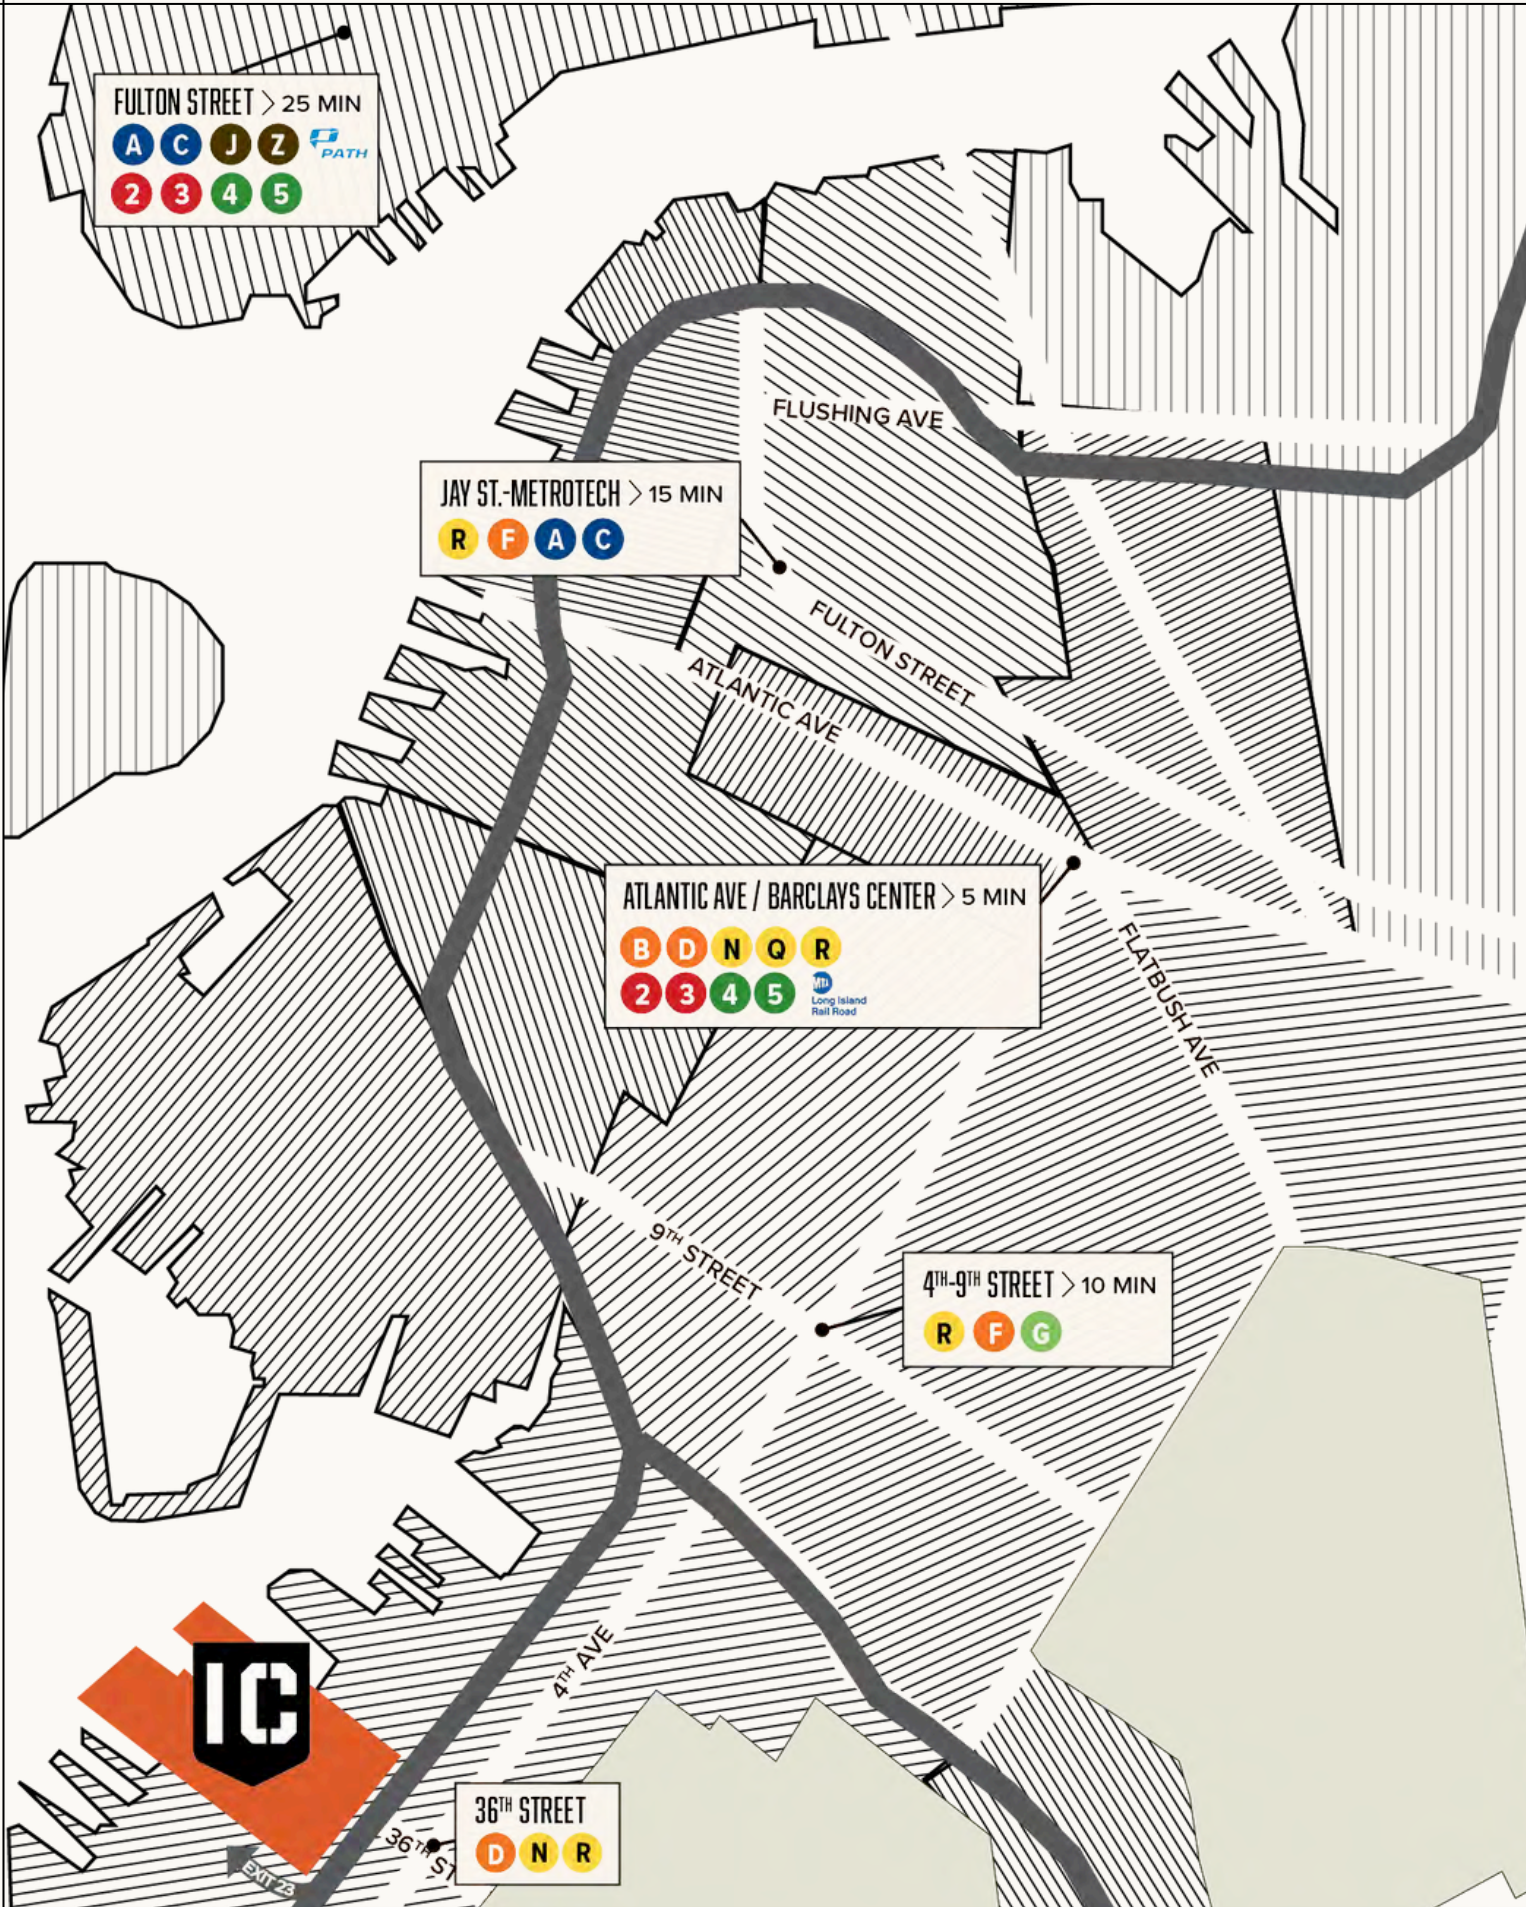 FULTON STREET > 25 MIN
A C J Z PATH
2 3 4 5
FLUSHING AVE
JAY ST.-METROTECH > 15 MIN
R F A C
FULTON STREET
ATLANTIC AVE
ATLANTIC AVE / BARCLAYS CENTER > 5 MIN
B D N Q R
2 3 4 5 MTA
Long Island
Rail Road
FLATBUSH AVE
9TH STREET
4TH-9TH STREET > 10 MIN
R F G
4TH AVE
IC
36TH STREET
D N R
36TH ST
EXIT 23